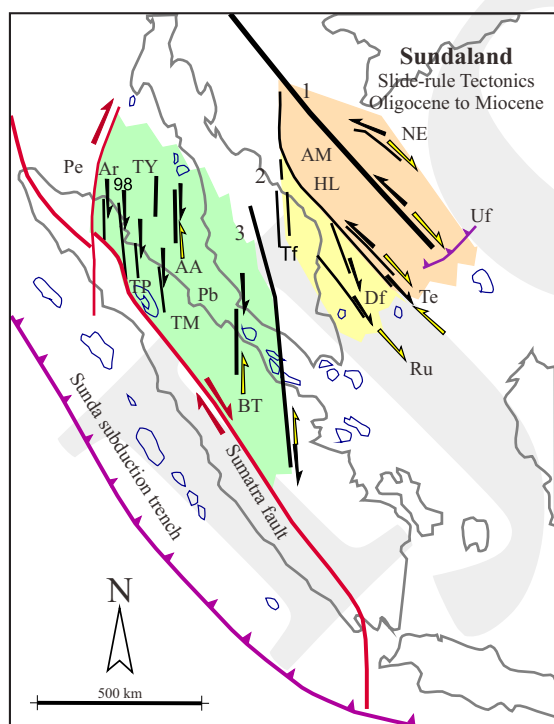 Sundaland
Slide-rule Tectonics
Oligocene to Miocene
1
NE
Pe
Ar
TY
98
AM
HL
2
Uf
3
Tf
AA
TP
Pb
Df
Te
TM
Ru
BT
Sunda subduction trench
Sumatra fault
N
500 km